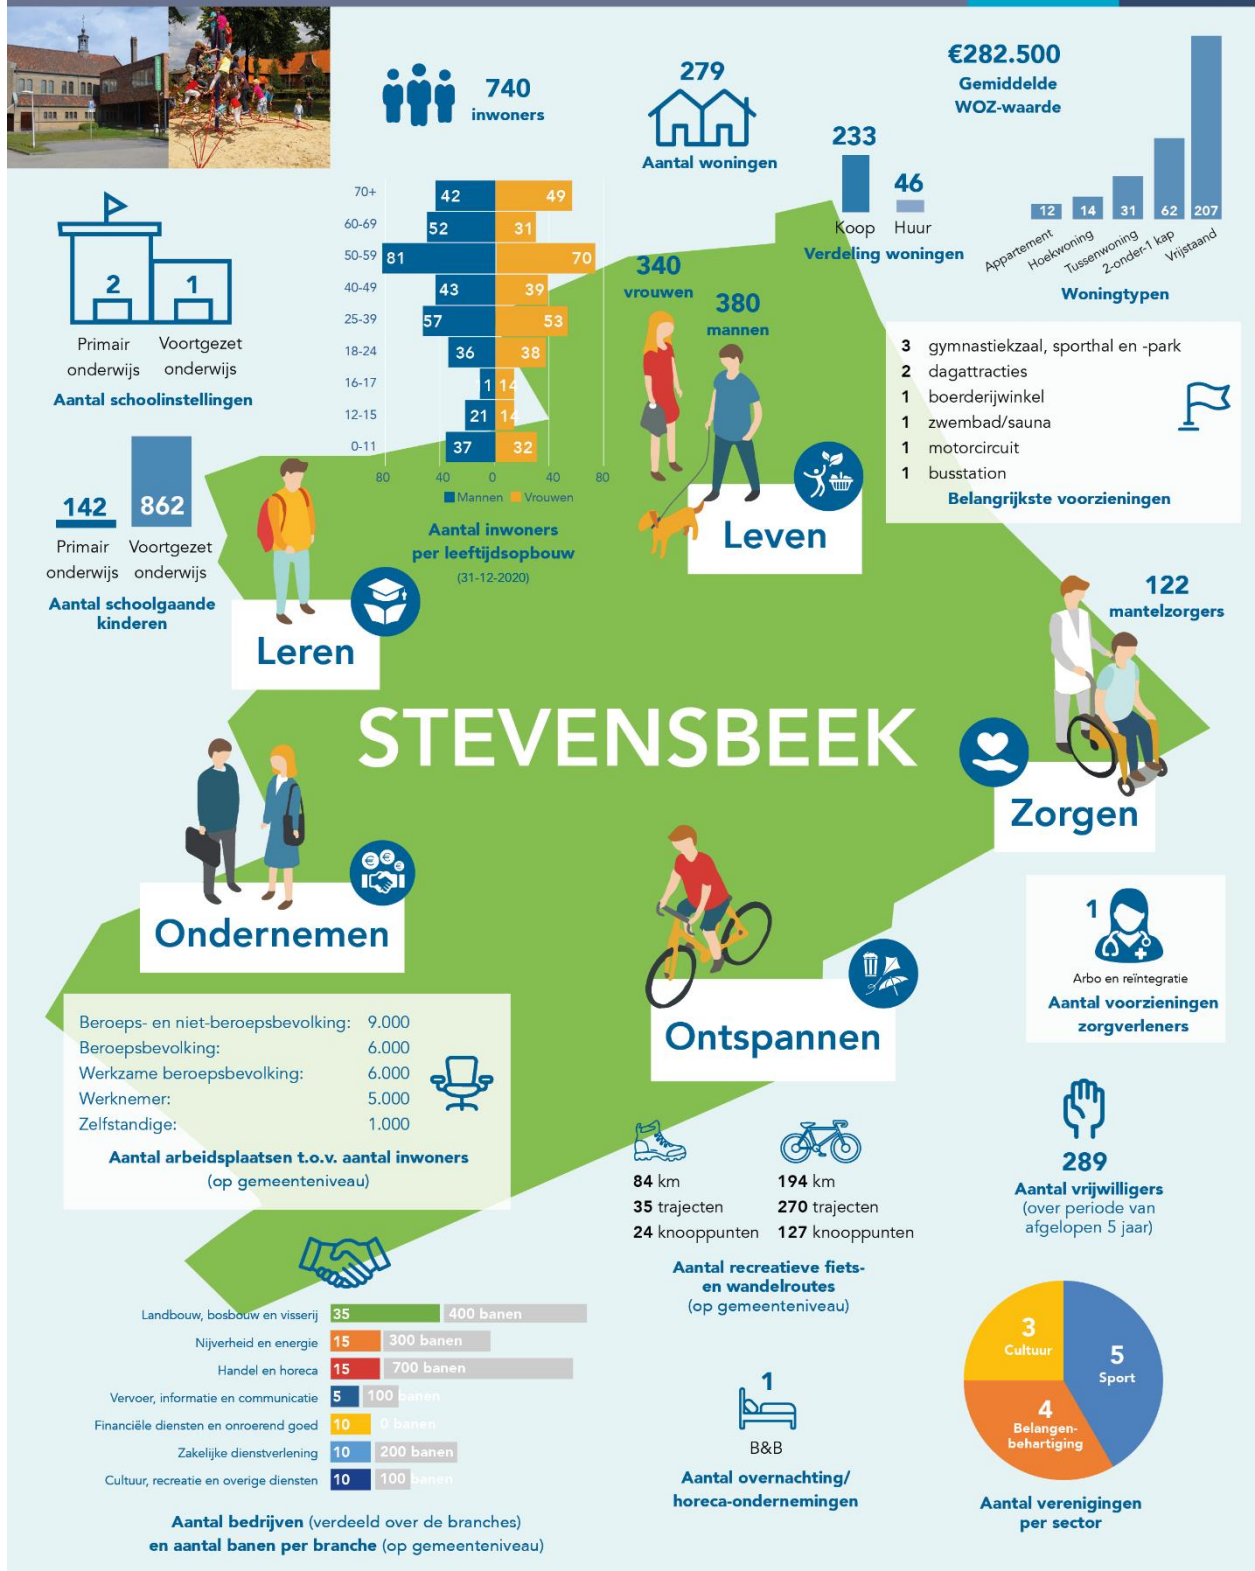 740
inwoners
279
Aantal woningen
€282.500
Gemiddelde
WOZ-waarde
233
46
Koop
Huur
Verdeling woningen
12
14
31
62
207
Appartement
Hoekwoning
Tussenwoning
2-onder-1 kap
Vrijstaand
Woningtypen
2
1
Primair
onderwijs
Voortgezet
onderwijs
Aantal schoolinstellingen
142
862
Primair
onderwijs
Voortgezet
onderwijs
Aantal schoolgaande
kinderen
70+ 42 49
60-69 52 31
50-59 81 70
40-49 43 39
25-39 57 53
18-24 36 38
16-17 1 14
12-15 21 14
0-11 37 32
80 40 0 40 80
Mannen Vrouwen
Aantal inwoners
per leeftijdsopbouw
(31-12-2020)
340
vrouwen
380
mannen
3 gymnastiekzaal, sporthal en -park
2 dagattracties
1 boerderijwinkel
1 zwembad/sauna
1 motorcircuit
1 busstation
Belangrijkste voorzieningen
Leven
Leren
122
mantelzorgers
STEVENSBEEK
Zorgen
Ondernemen
Ontspannen
1
Arbo en reïntegratie
Aantal voorzieningen
zorgverleners
Beroeps- en niet-beroepsbevolking: 9.000
Beroepsbevolking: 6.000
Werkzame beroepsbevolking: 6.000
Werknemer: 5.000
Zelfstandige: 1.000
Aantal arbeidsplaatsen t.o.v. aantal inwoners
(op gemeenteniveau)
84 km
35 trajecten
24 knooppunten
194 km
270 trajecten
127 knooppunten
Aantal recreatieve fiets-
en wandelroutes
(op gemeenteniveau)
289
Aantal vrijwilligers
(over periode van
afgelopen 5 jaar)
Landbouw, bosbouw en visserij 35 400 banen
Nijverheid en energie 15 300 banen
Handel en horeca 15 700 banen
Vervoer, informatie en communicatie 5 100 banen
Financiële diensten en onroerend goed 10 0 banen
Zakelijke dienstverlening 10 200 banen
Cultuur, recreatie en overige diensten 10 100 banen
Aantal bedrijven (verdeeld over de branches)
en aantal banen per branche (op gemeenteniveau)
1
B&B
Aantal overnachting/
horeca-ondernemingen
3
Cultuur
5
Sport
4
Belangen-
behartiging
Aantal verenigingen
per sector